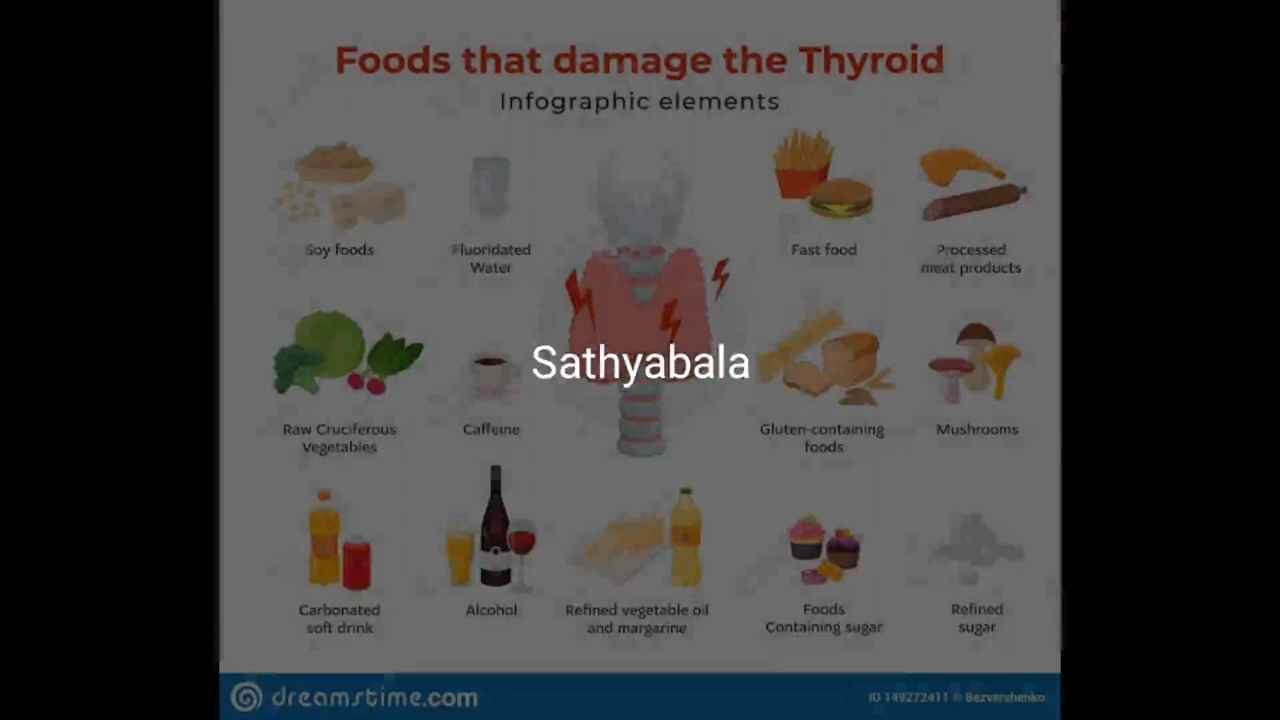 Foods that damage the Thyroid
Infographic elements
Soy foods
Fluoridated
Water
Fast food
Processed
meat products
Sathyabala
Raw Cruciferous
Vegetables
Caffeine
Gluten-containing
foods
Mushrooms
Carbonated
soft drink
Alcohol
Refined vegetable oil
and margarine
Foods
Containing sugar
Refined
sugar
dreamstime.com
ID 149272411 © Bezvershenko